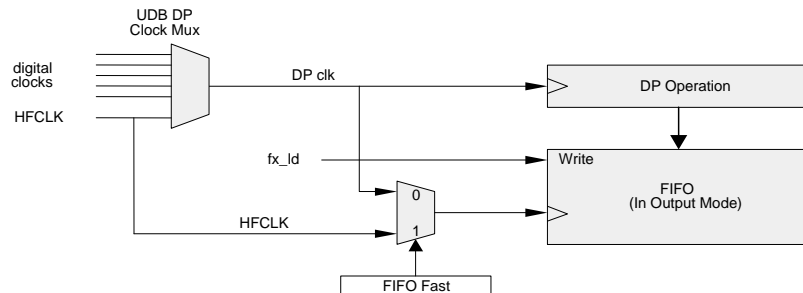 UDB DP
Clock Mux
digital
clocks
HFCLK
DP clk
DP Operation
fx_ld
Write
FIFO
(In Output Mode)
0
1
HFCLK
FIFO Fast